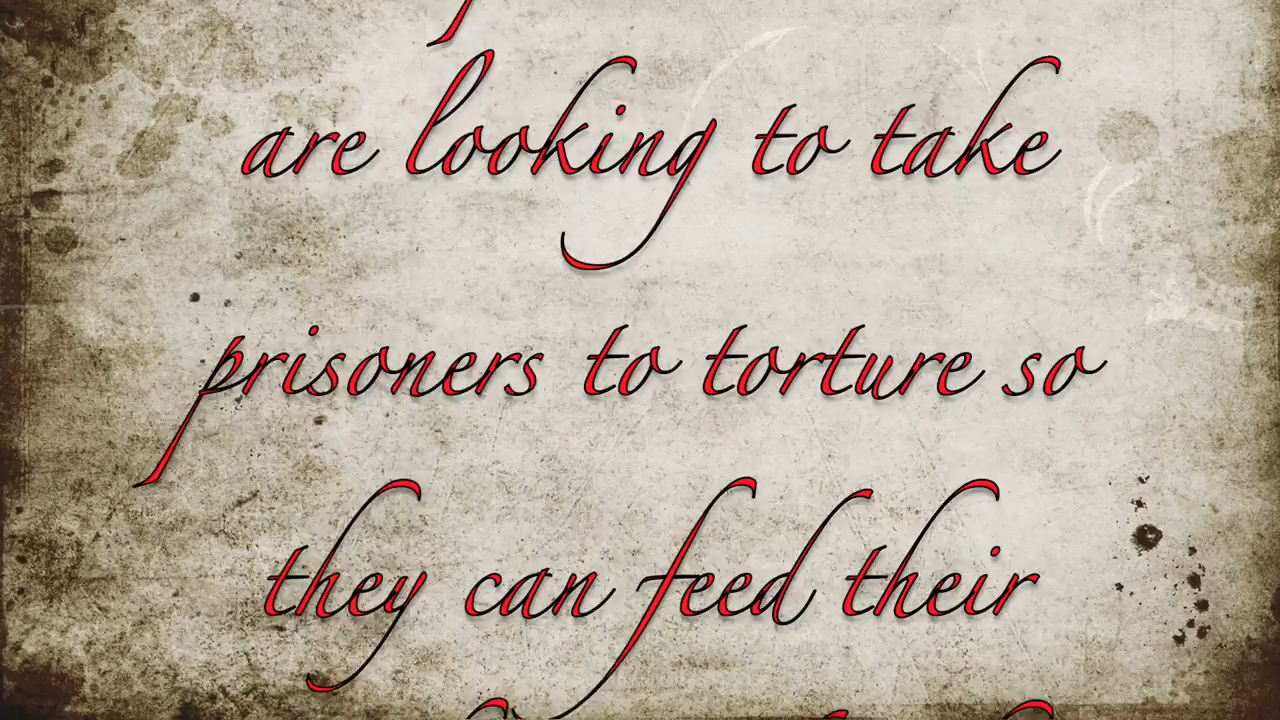 are looking to take
prisoners to torture so
they can feed their